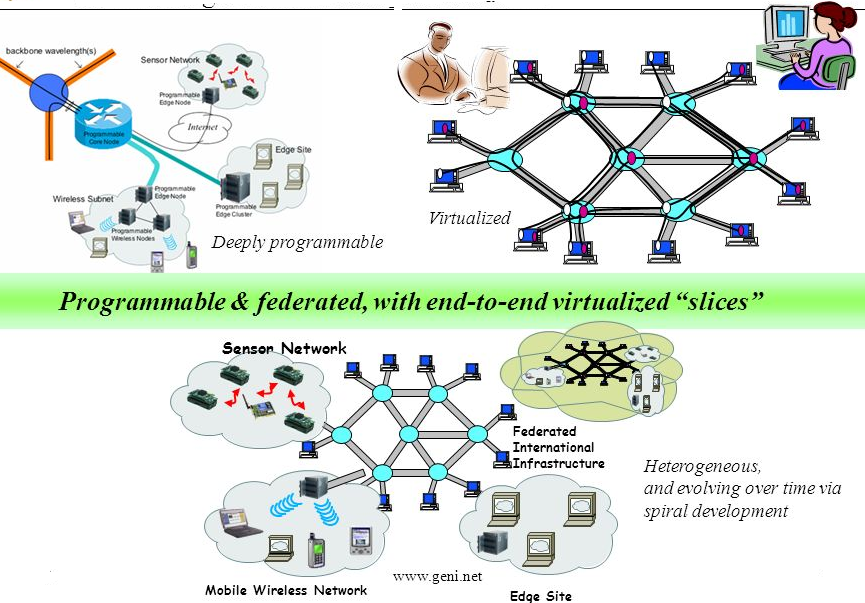 backbone wavelength(s)
Sensor Network
Programmable
Edge Node
Programmable
Core Node
Internet
Edge Site
Programmable
Edge Cluster
Wireless Subnet
Programmable
Edge Node
Programmable
Wireless Nodes
Deeply programmable
Virtualized
Programmable & federated, with end-to-end virtualized “slices”
Sensor Network
Federated
International
Infrastructure
Heterogeneous,
and evolving over time via
spiral development
Mobile Wireless Network
www.geni.net
Edge Site